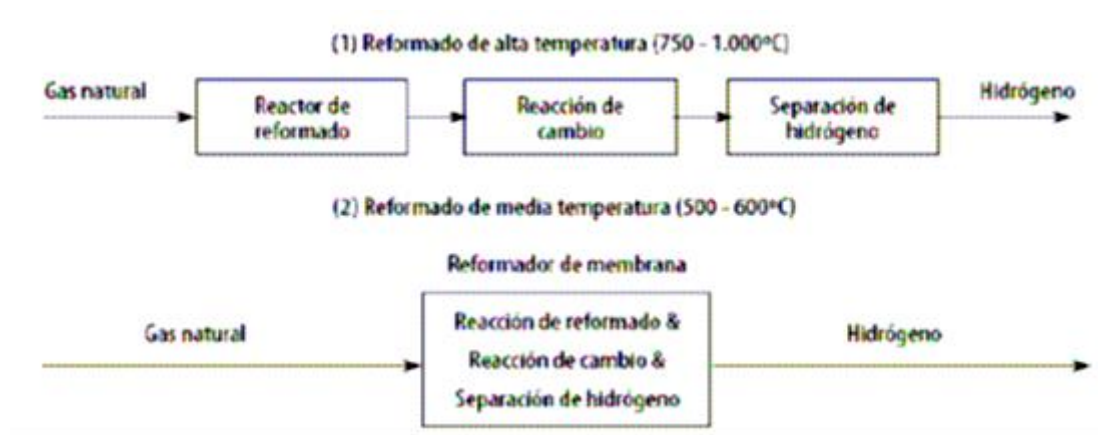 (1) Reformado de alta temperatura (750 - 1.000ºC)
Gas natural
Reactor de
reformado
Reacción de
cambio
Separación de
hidrógeno
Hidrógeno
(2) Reformado de media temperatura (500 - 600ºC)
Reformador de membrana
Gas natural
Reacción de reformado &
Reacción de cambio &
Separación de hidrógeno
Hidrógeno